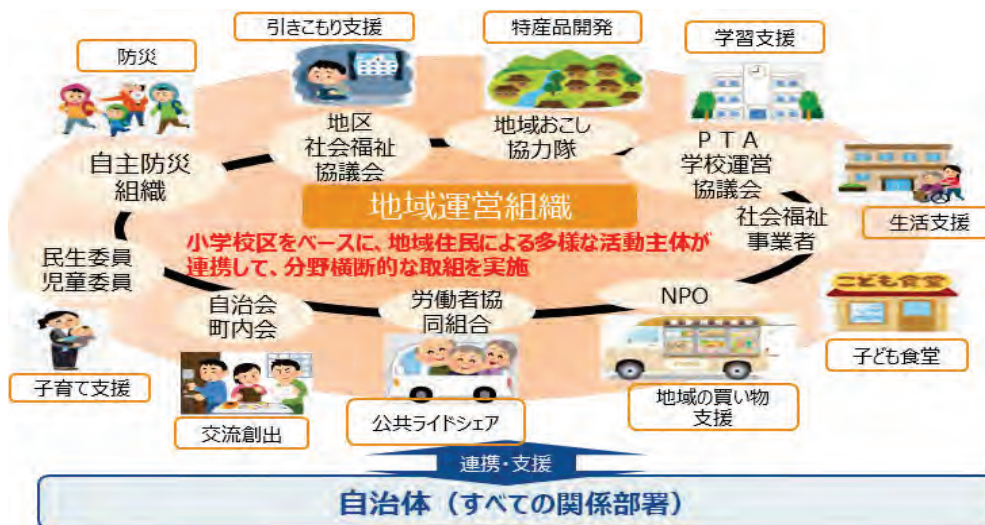 引きこもり支援
特産品開発
学習支援
防災
地区
社会福祉
協議会
地域おこし
協力隊
ＰＴＡ
学校運営
協議会
自主防災
組織
地域運営組織
社会福祉
事業者
生活支援
小学校区をベースに、地域住民による多様な活動主体が
連携して、分野横断的な取組を実施
民生委員
児童委員
自治会
町内会
労働者協
同組合
NPO
こども食堂
子ども食堂
子育て支援
交流創出
公共ライドシェア
地域の買い物
支援
連携・支援
自治体（すべての関係部署）